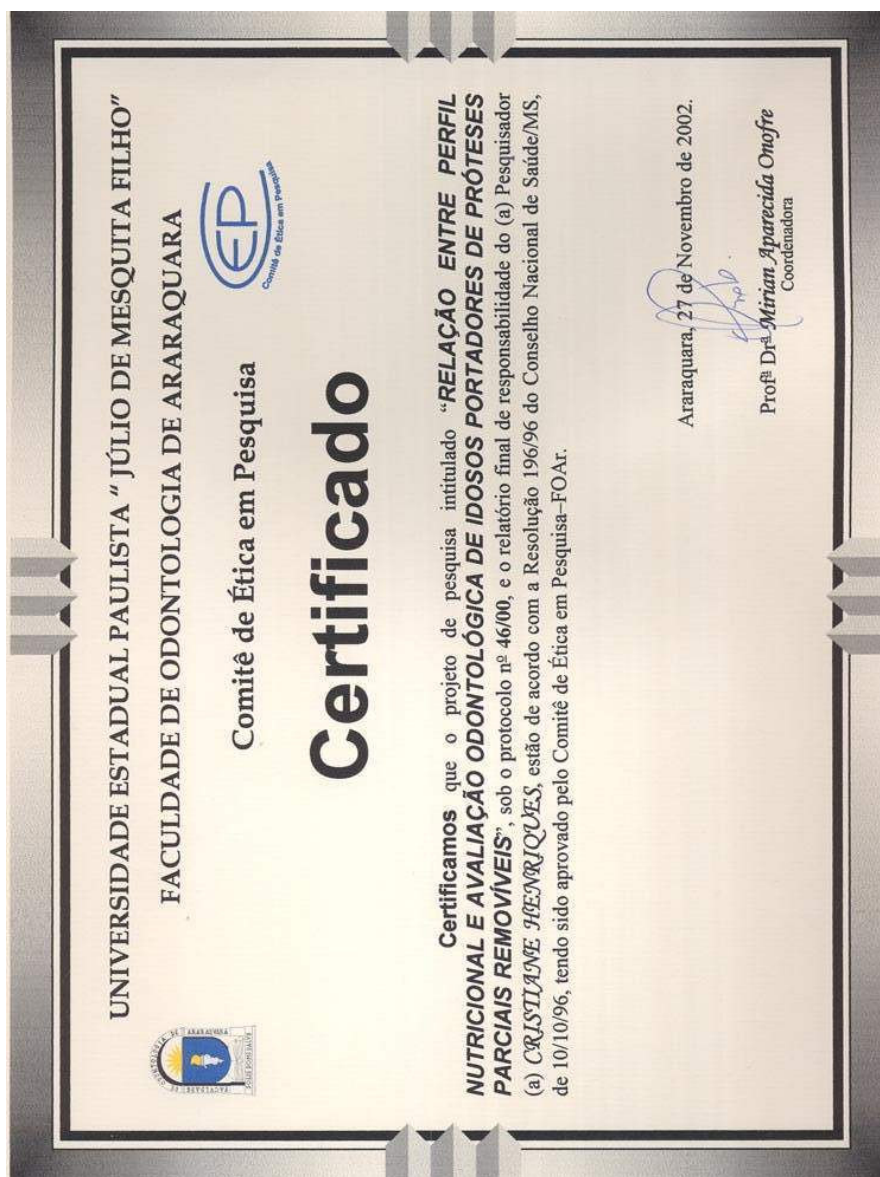 UNIVERSIDADE ESTADUAL PAULISTA “ JÚLIO DE MESQUITA FILHO”
FACULDADE DE ODONTOLOGIA DE ARARAQUARA
Comitê de Ética em Pesquisa
CEP
Comitê de Ética em Pesquisa
Certificado
Certificamos que o projeto de pesquisa intitulado “RELAÇÃO ENTRE PERFIL
NUTRICIONAL E AVALIAÇÃO ODONTOLÓGICA DE IDOSOS PORTADORES DE PRÓTESES
PARCIAIS REMOVÍVEIS”, sob o protocolo nº 46/00, e o relatório final de responsabilidade do (a) Pesquisador
(a) CRISTIANE HENRIQUES, estão de acordo com a Resolução 196/96 do Conselho Nacional de Saúde/MS,
de 10/10/96, tendo sido aprovado pelo Comitê de Ética em Pesquisa–FOAr.
Araraquara, 27 de Novembro de 2002.
Profª Drª Mirian Aparecida Onofre
Coordenadora